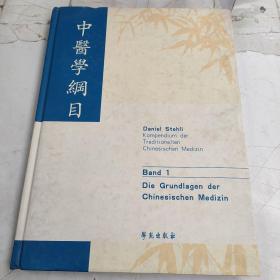 中醫學綱目
Daniel Stehli
Kompendium der
Traditionellen
Chinesischen Medizin
Band 1
Die Grundlagen der
Chinesischen Medizin
學苑出版社